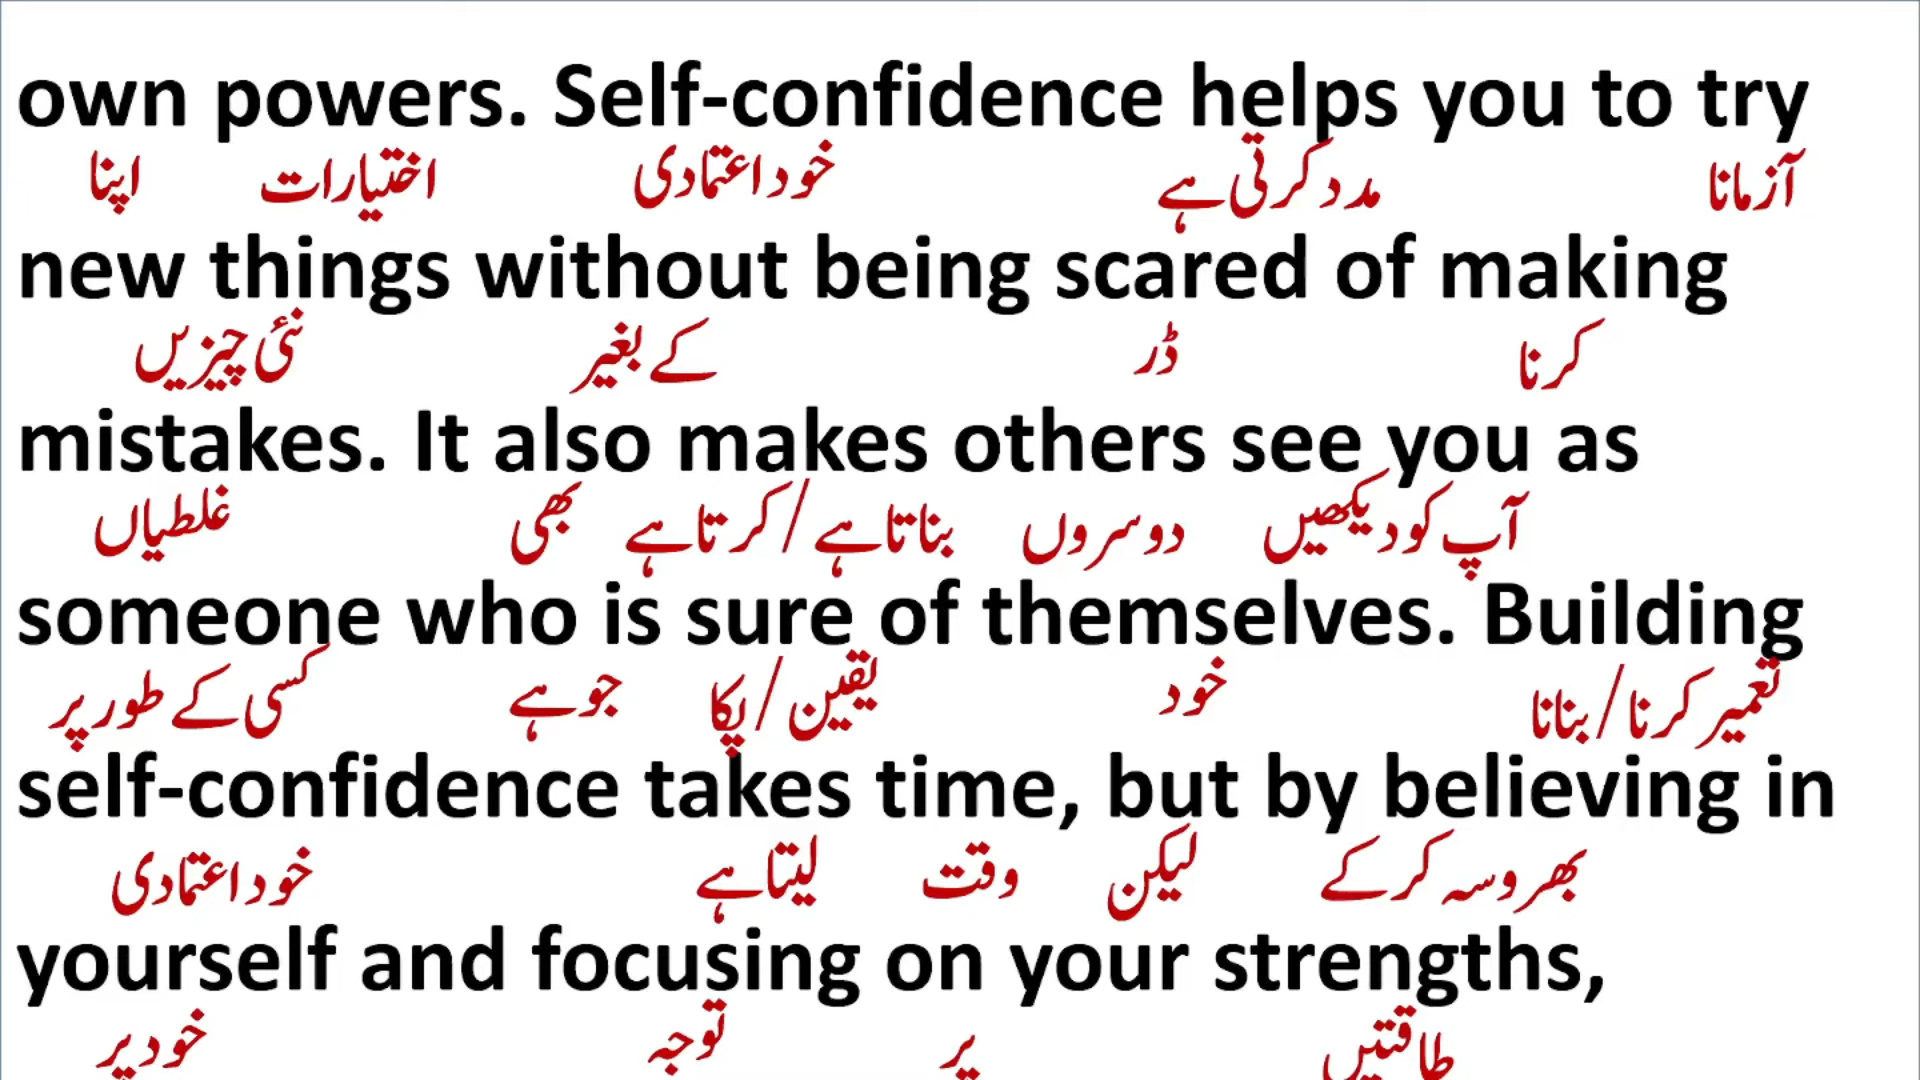 own powers. Self-confidence helps you to try
اپنا اختیارات خود اعتمادی مدد کرتی ہے آزمانا
new things without being scared of making
نئی چیزیں کے بغیر ڈر کرنا
mistakes. It also makes others see you as
غلطیاں بھی بناتا ہے/کرتا ہے دوسروں آپ کو دیکھیں
someone who is sure of themselves. Building
کسی کے طور پر جو ہے یقین/پکا خود تعمیر کرنا/بنانا
self-confidence takes time, but by believing in
خود اعتمادی لیتا ہے وقت لیکن بھروسہ کر کے
yourself and focusing on your strengths,
خود پر توجہ پر طاقتیں